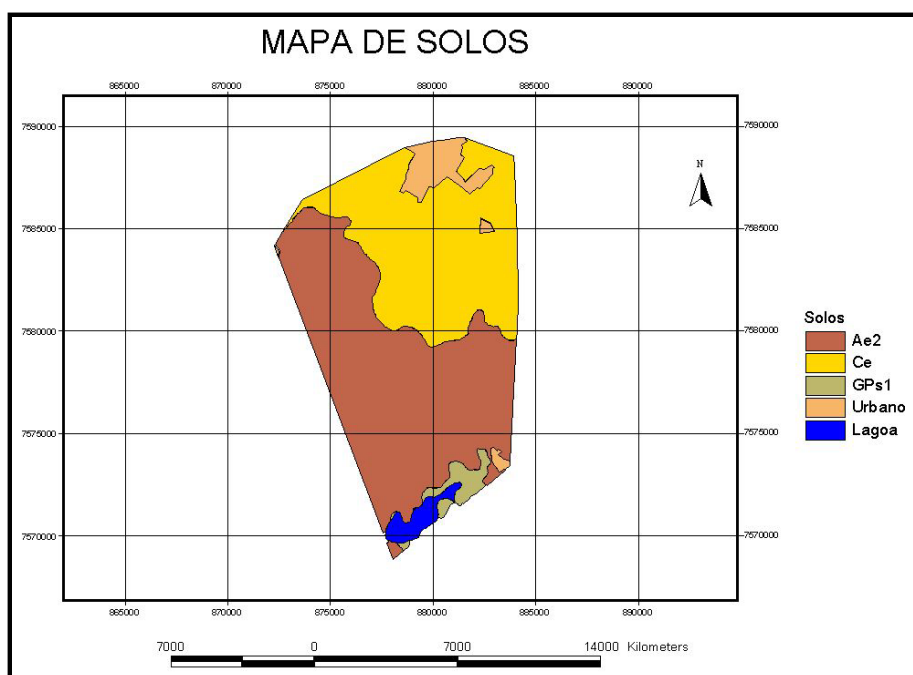 MAPA DE SOLOS
865000 870000 875000 880000 885000 890000
7590000 7590000
N
7585000 7585000
7580000 7580000
7575000 7575000
7570000 7570000
865000 870000 875000 880000 885000 890000
Solos
Ae2
Ce
GPs1
Urbano
Lagoa
7000 0 7000 14000 Kilometers